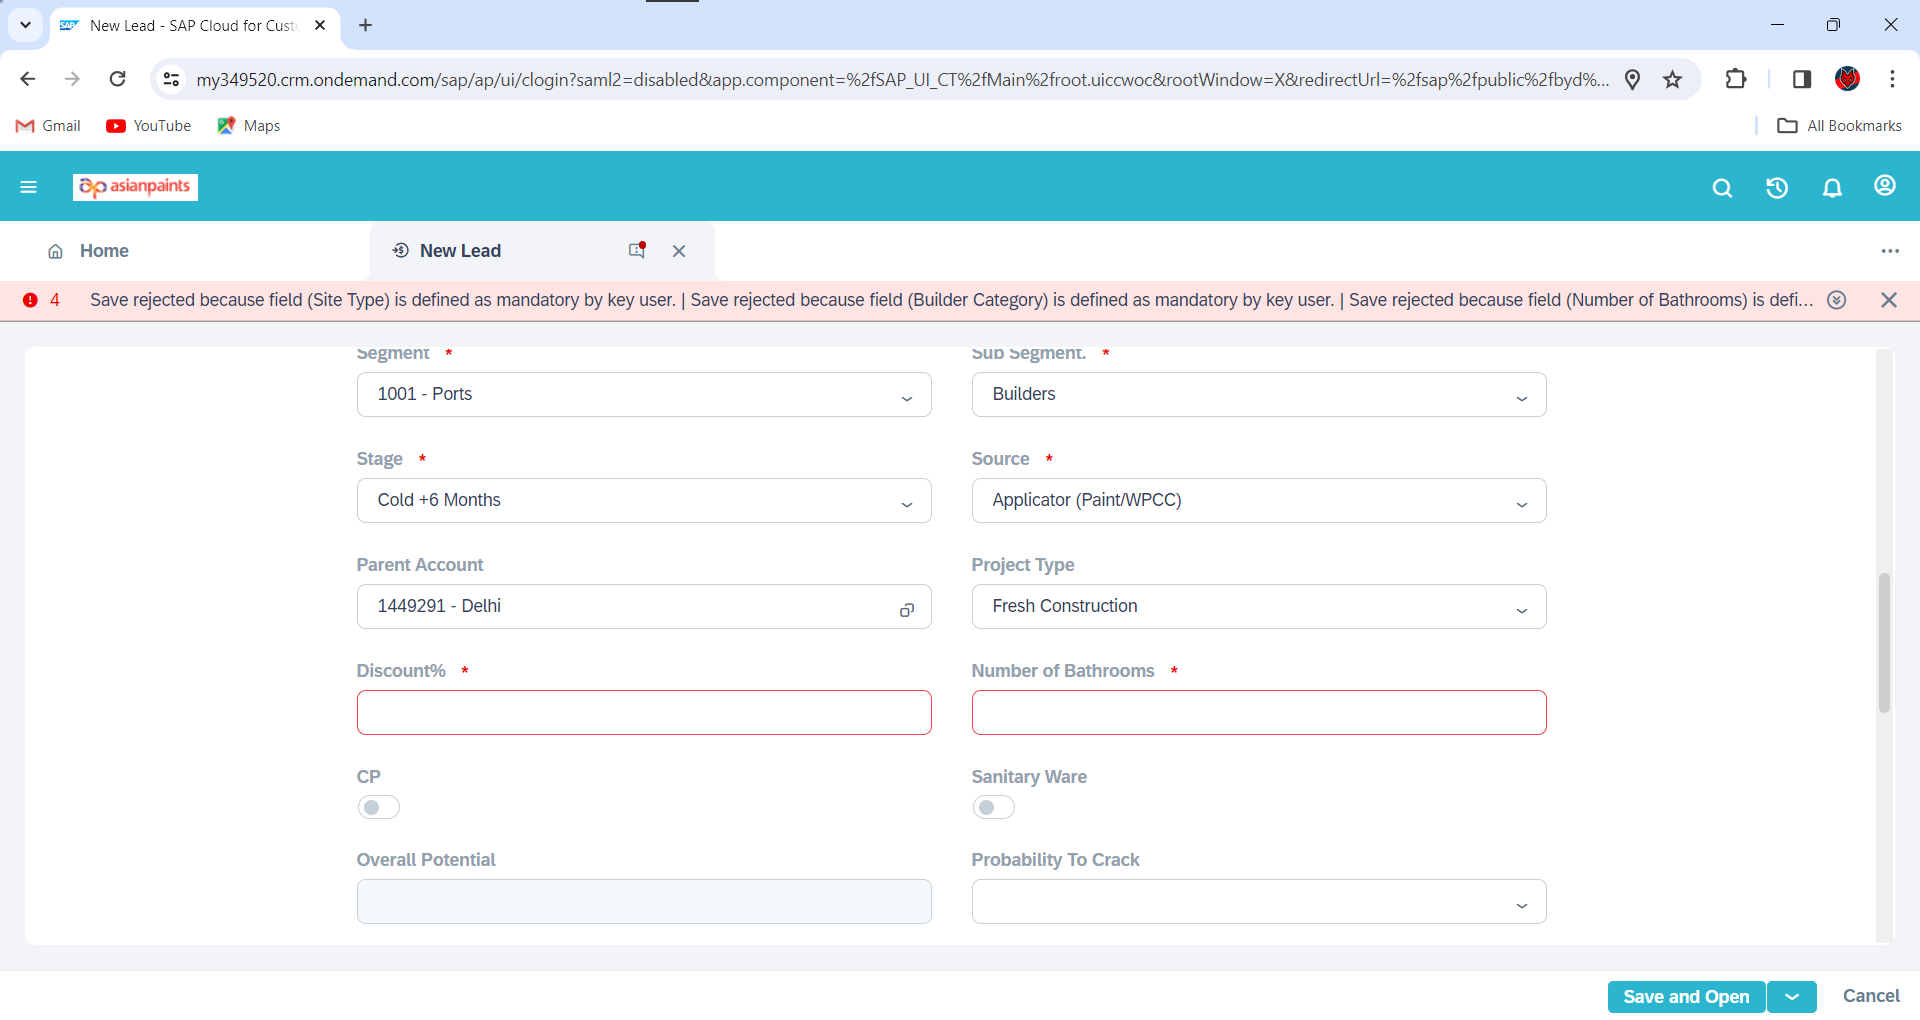 New Lead - SAP Cloud for Cust
my349520.crm.ondemand.com/sap/ap/ui/clogin?saml2=disabled&app.component=%2fSAP_UI_CT%2fMain%2froot.uiccwoc&rootWindow=X&redirectUrl=%2fsap%2fpublic%2fbyd%...
Gmail YouTube Maps All Bookmarks
asianpaints
Home New Lead
4 Save rejected because field (Site Type) is defined as mandatory by key user. | Save rejected because field (Builder Category) is defined as mandatory by key user. | Save rejected because field (Number of Bathrooms) is defi...
Segment * Sub Segment. *
1001 - Ports Builders
Stage * Source *
Cold +6 Months Applicator (Paint/WPCC)
Parent Account Project Type
1449291 - Delhi Fresh Construction
Discount% * Number of Bathrooms *
CP Sanitary Ware
Overall Potential Probability To Crack
Save and Open Cancel